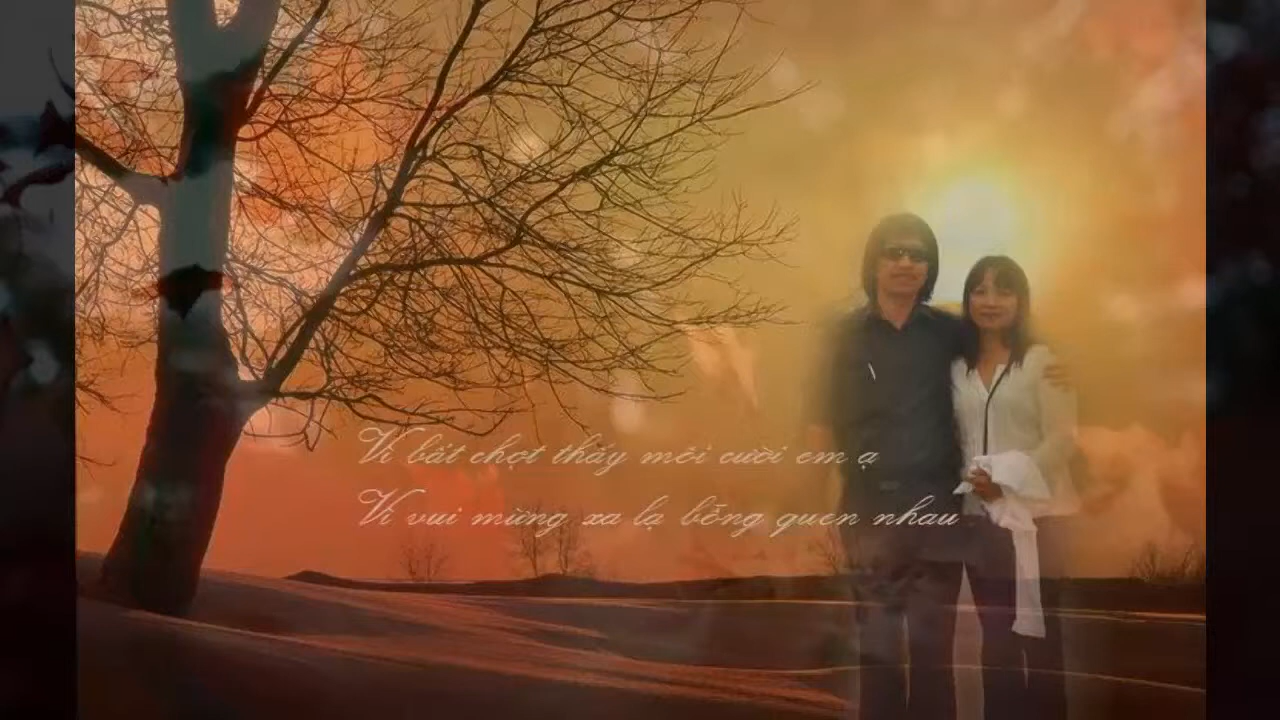 Vì bất chợt thấy môi cười em ạ
Vì vui mừng xa lạ bỗng quen nhau